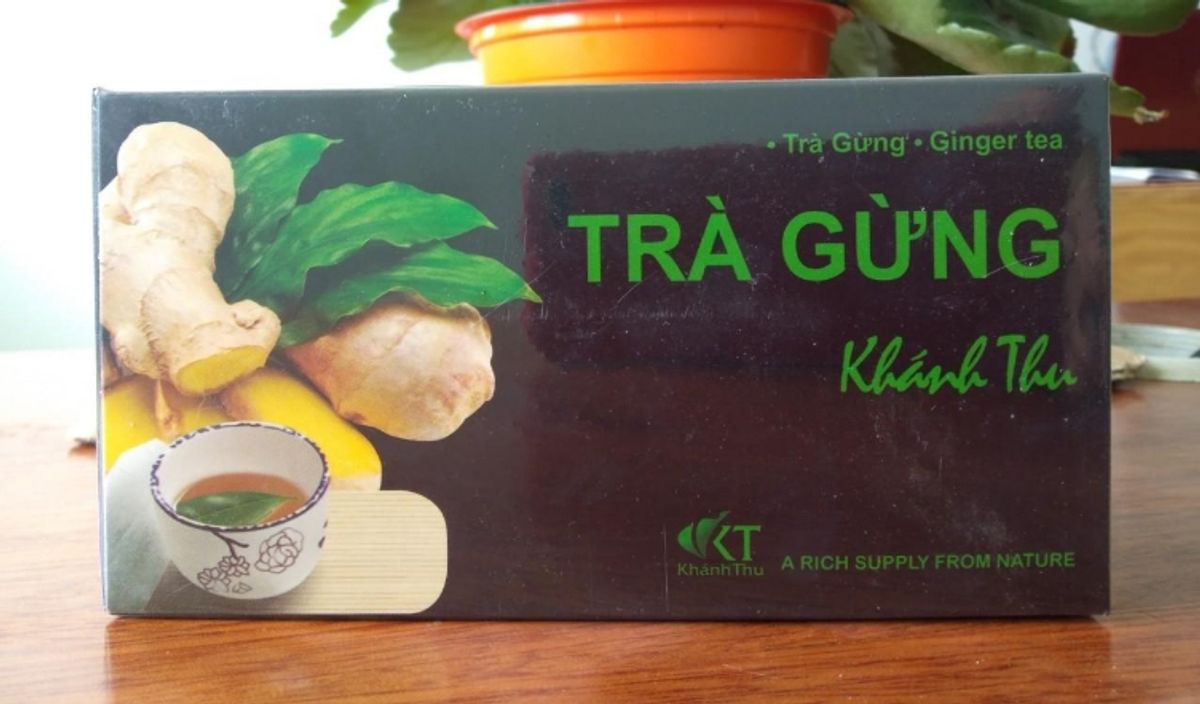 • Trà Gừng • Ginger tea
TRÀ GỪNG
Khánh Thu
KT
KhánhThu
A RICH SUPPLY FROM NATURE